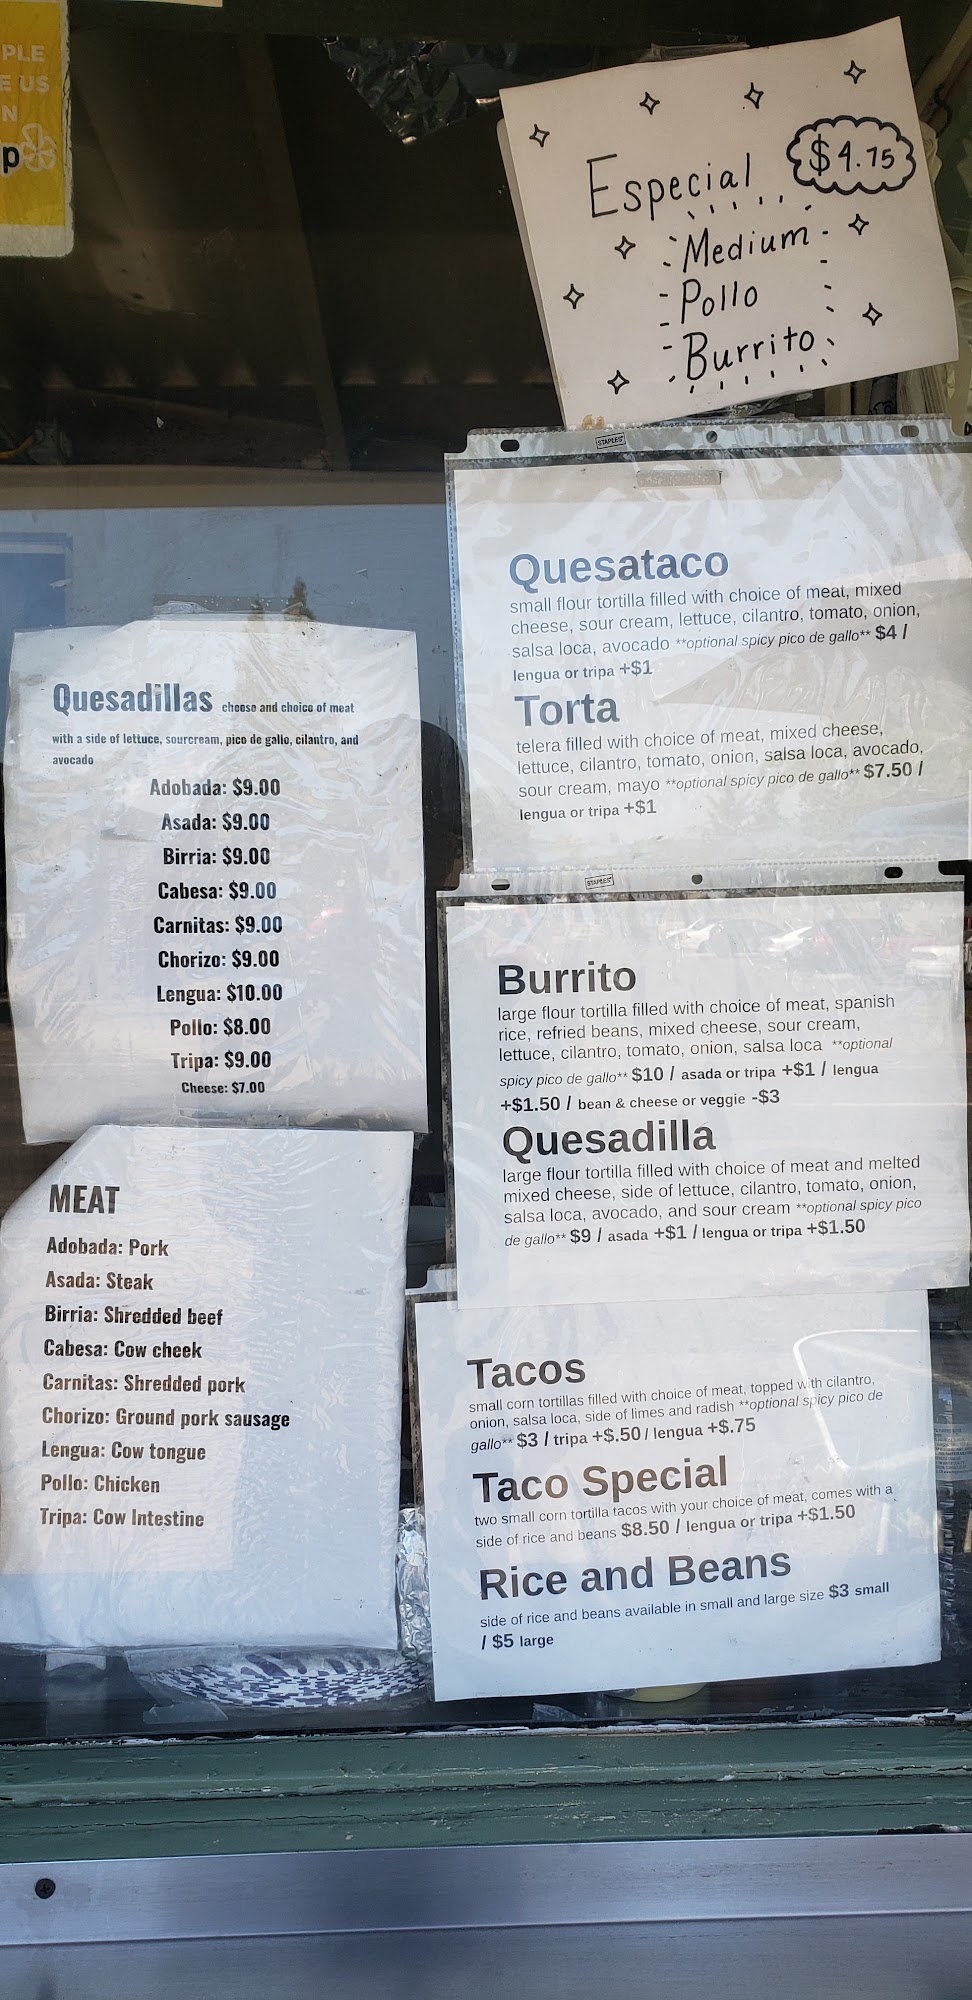 PLE
E US
N
p
Especial $4.75
Medium
Pollo
Burrito
STAPLES
Quesataco
small flour tortilla filled with choice of meat, mixed
cheese, sour cream, lettuce, cilantro, tomato, onion,
salsa loca, avocado **optional spicy pico de gallo** $4 /
lengua or tripa +$1
Torta
telera filled with choice of meat, mixed cheese,
lettuce, cilantro, tomato, onion, salsa loca, avocado,
sour cream, mayo **optional spicy pico de gallo** $7.50 /
lengua or tripa +$1
Quesadillas cheese and choice of meat
with a side of lettuce, sourcream, pico de gallo, cilantro, and
avocado
Adobada: $9.00
Asada: $9.00
Birria: $9.00
Cabesa: $9.00
Carnitas: $9.00
Chorizo: $9.00
Lengua: $10.00
Pollo: $8.00
Tripa: $9.00
Cheese: $7.00
STAPLES
Burrito
large flour tortilla filled with choice of meat, spanish
rice, refried beans, mixed cheese, sour cream,
lettuce, cilantro, tomato, onion, salsa loca **optional
spicy pico de gallo** $10 / asada or tripa +$1 / lengua
+$1.50 / bean & cheese or veggie -$3
Quesadilla
large flour tortilla filled with choice of meat and melted
mixed cheese, side of lettuce, cilantro, tomato, onion,
salsa loca, avocado, and sour cream **optional spicy pico
de gallo** $9 / asada +$1 / lengua or tripa +$1.50
MEAT
Adobada: Pork
Asada: Steak
Birria: Shredded beef
Cabesa: Cow cheek
Carnitas: Shredded pork
Chorizo: Ground pork sausage
Lengua: Cow tongue
Pollo: Chicken
Tripa: Cow Intestine
Tacos
small corn tortillas filled with choice of meat, topped with cilantro,
onion, salsa loca, side of limes and radish **optional spicy pico de
gallo** $3 / tripa +$.50 / lengua +$.75
Taco Special
two small corn tortilla tacos with your choice of meat, comes with a
side of rice and beans $8.50 / lengua or tripa +$1.50
Rice and Beans
side of rice and beans available in small and large size $3 small
/ $5 large